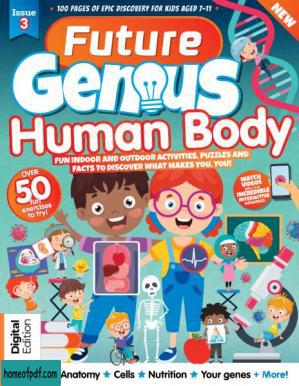 Issue
3
100 PAGES OF EPIC DISCOVERY FOR KIDS AGED 7-11
NEW
Future
Genius
Human Body
FUN INDOOR AND OUTDOOR ACTIVITIES, PUZZLES AND
FACTS TO DISCOVER WHAT MAKES YOU, YOU!
OVER
50
fun
exercises
to try!
WATCH
VIDEOS
INCREDIBLE
INTERACTIVE
Digital
Edition
homeofpdf.com
Anatomy ★ Cells ★ Nutrition ★ Your genes + More!